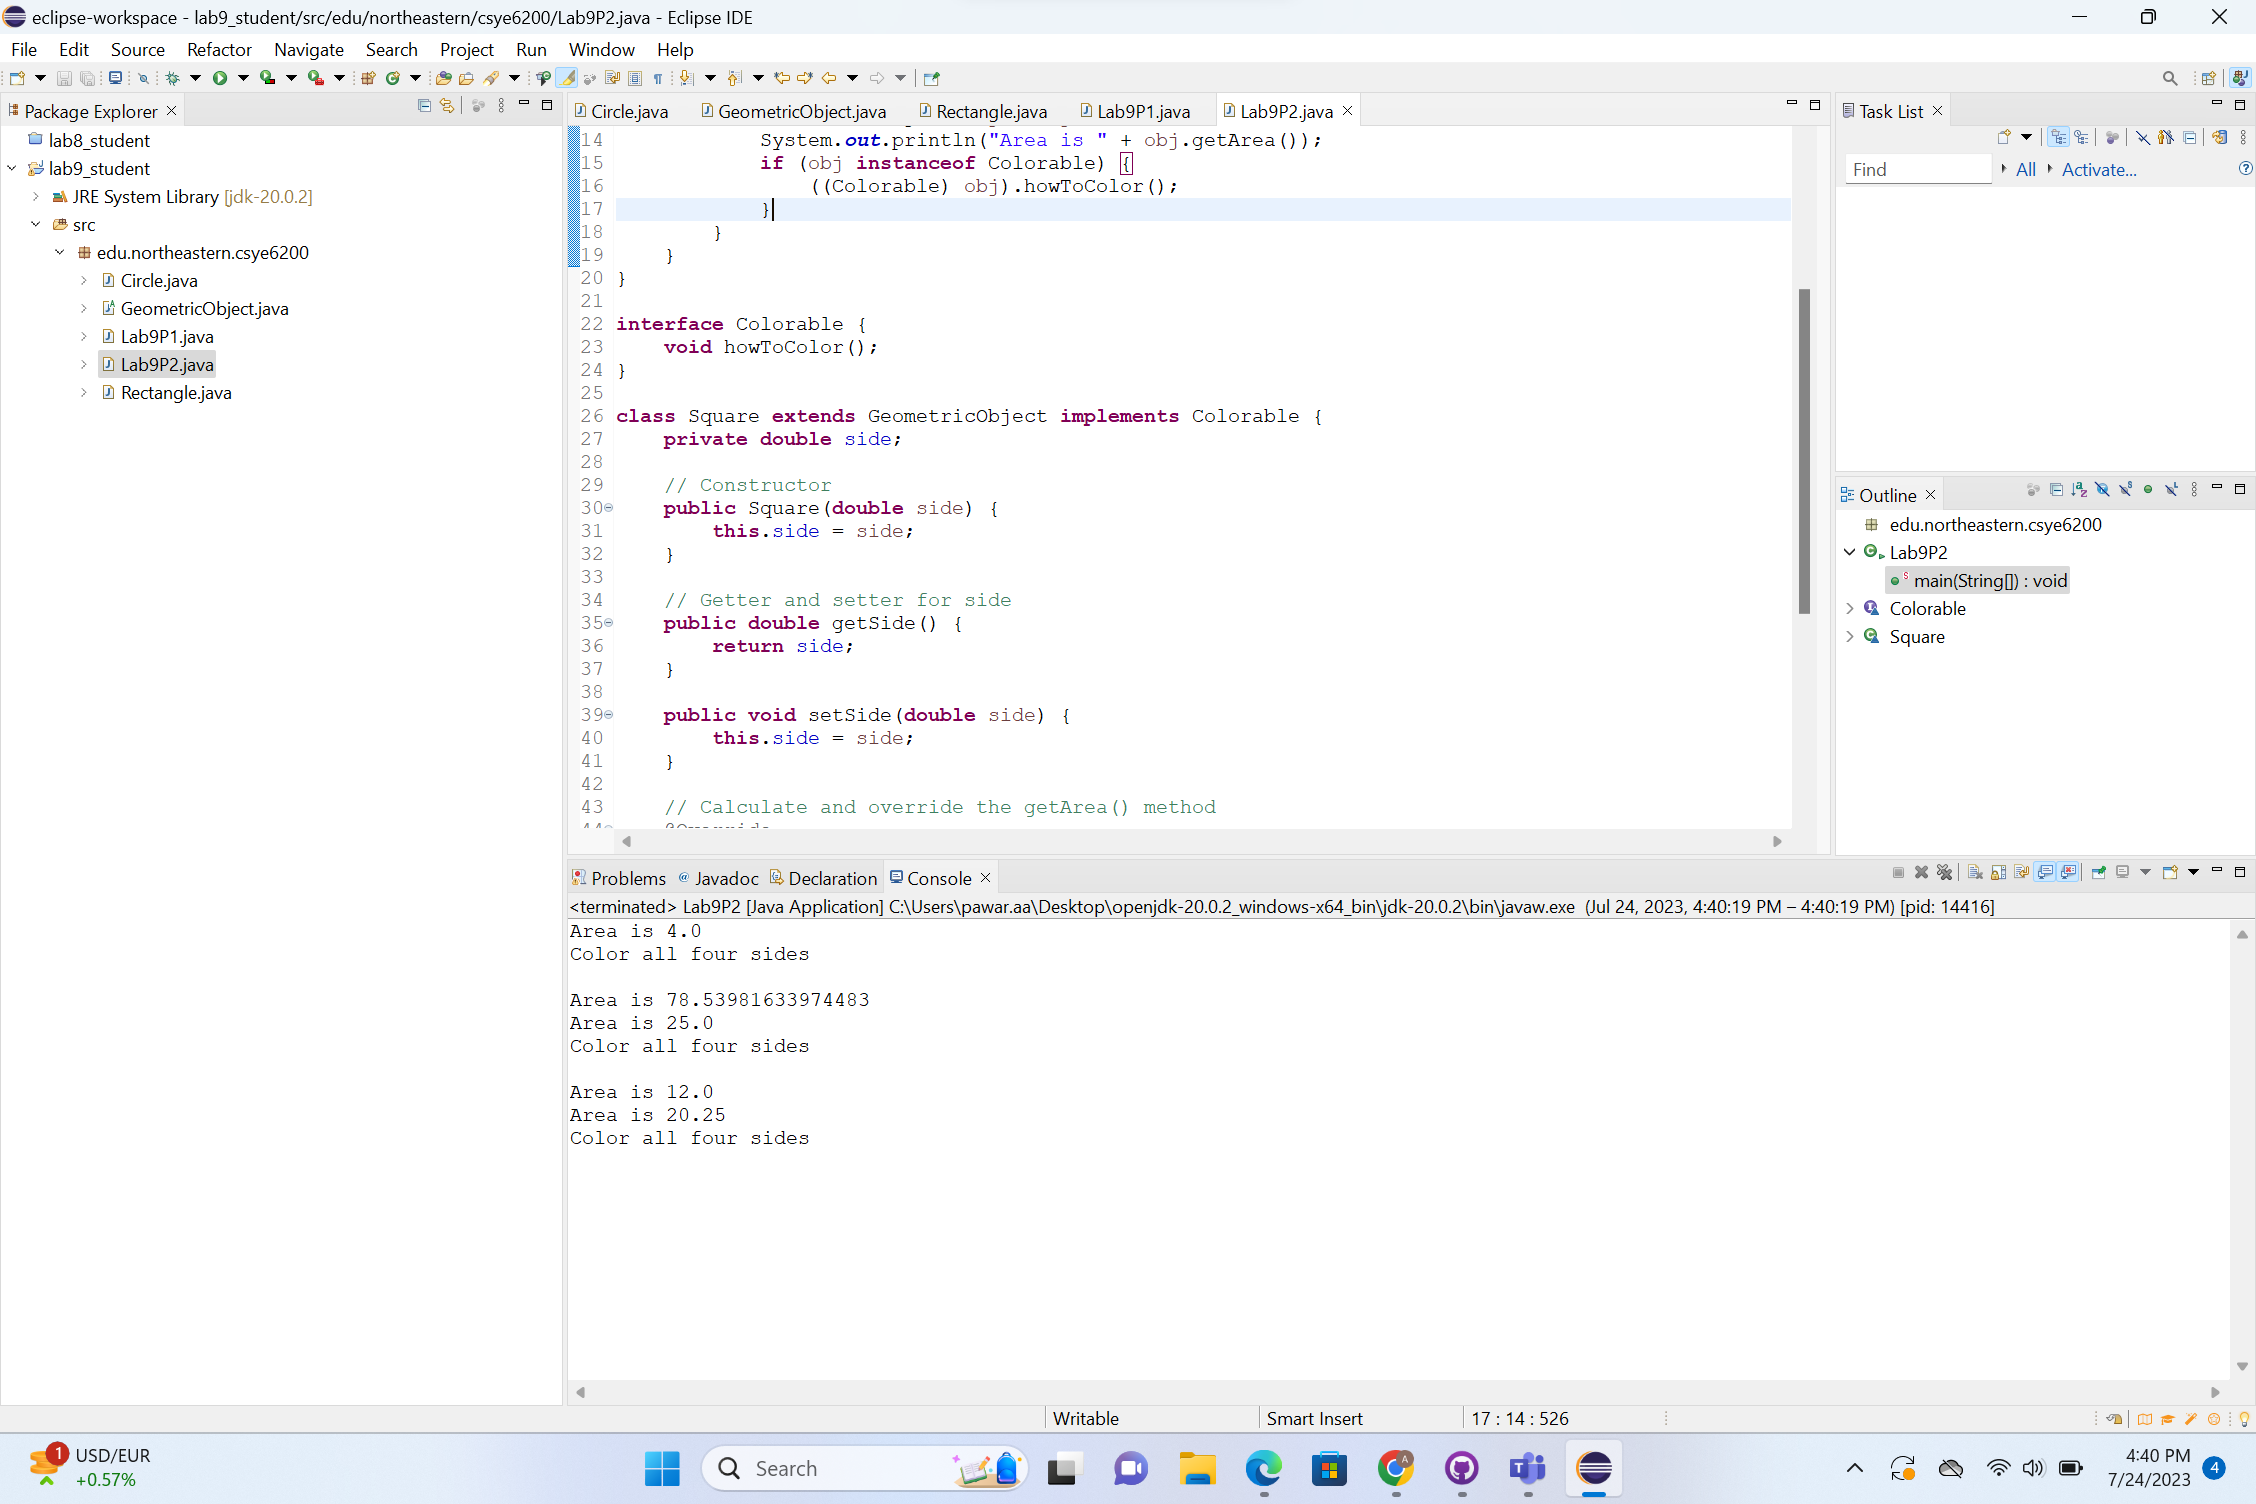 eclipse-workspace - lab9_student/src/edu/northeastern/csye6200/Lab9P2.java - Eclipse IDE
File Edit Source Refactor Navigate Search Project Run Window Help
Package Explorer
lab8_student
lab9_student
JRE System Library [jdk-20.0.2]
src
edu.northeastern.csye6200
Circle.java
GeometricObject.java
Lab9P1.java
Lab9P2.java
Rectangle.java
Circle.java GeometricObject.java Rectangle.java Lab9P1.java Lab9P2.java
14 System.out.println("Area is " + obj.getArea());
15 if (obj instanceof Colorable) {
16 ((Colorable) obj).howToColor();
17 }
18 }
19 }
20 }
21
22 interface Colorable {
23 void howToColor();
24 }
25
26 class Square extends GeometricObject implements Colorable {
27 private double side;
28
29 // Constructor
30 public Square(double side) {
31 this.side = side;
32 }
33
34 // Getter and setter for side
35 public double getSide() {
36 return side;
37 }
38
39 public void setSide(double side) {
40 this.side = side;
41 }
42
43 // Calculate and override the getArea() method
Task List
Find All Activate...
Outline
edu.northeastern.csye6200
Lab9P2
main(String[]) : void
Colorable
Square
Problems Javadoc Declaration Console
<terminated> Lab9P2 [Java Application] C:\Users\pawar.aa\Desktop\openjdk-20.0.2_windows-x64_bin\jdk-20.0.2\bin\javaw.exe (Jul 24, 2023, 4:40:19 PM – 4:40:19 PM) [pid: 14416]
Area is 4.0
Color all four sides
Area is 78.53981633974483
Area is 25.0
Color all four sides
Area is 12.0
Area is 20.25
Color all four sides
Writable Smart Insert 17 : 14 : 526
1
USD/EUR
+0.57%
Search
4:40 PM
7/24/2023
4